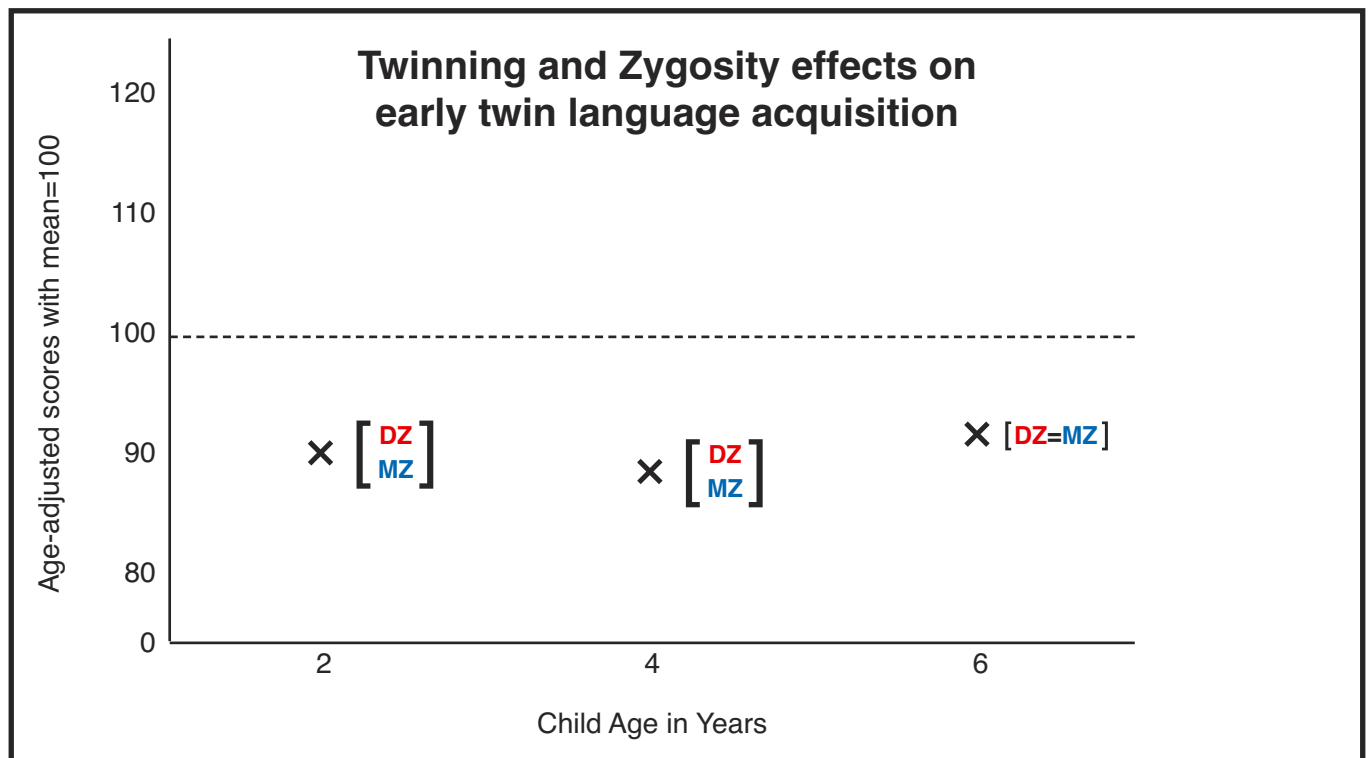 Twinning and Zygosity effects on
early twin language acquisition
Age-adjusted scores with mean=100
120
110
100
90
80
0
DZ
MZ
DZ
MZ
[DZ=MZ]
2
4
6
Child Age in Years